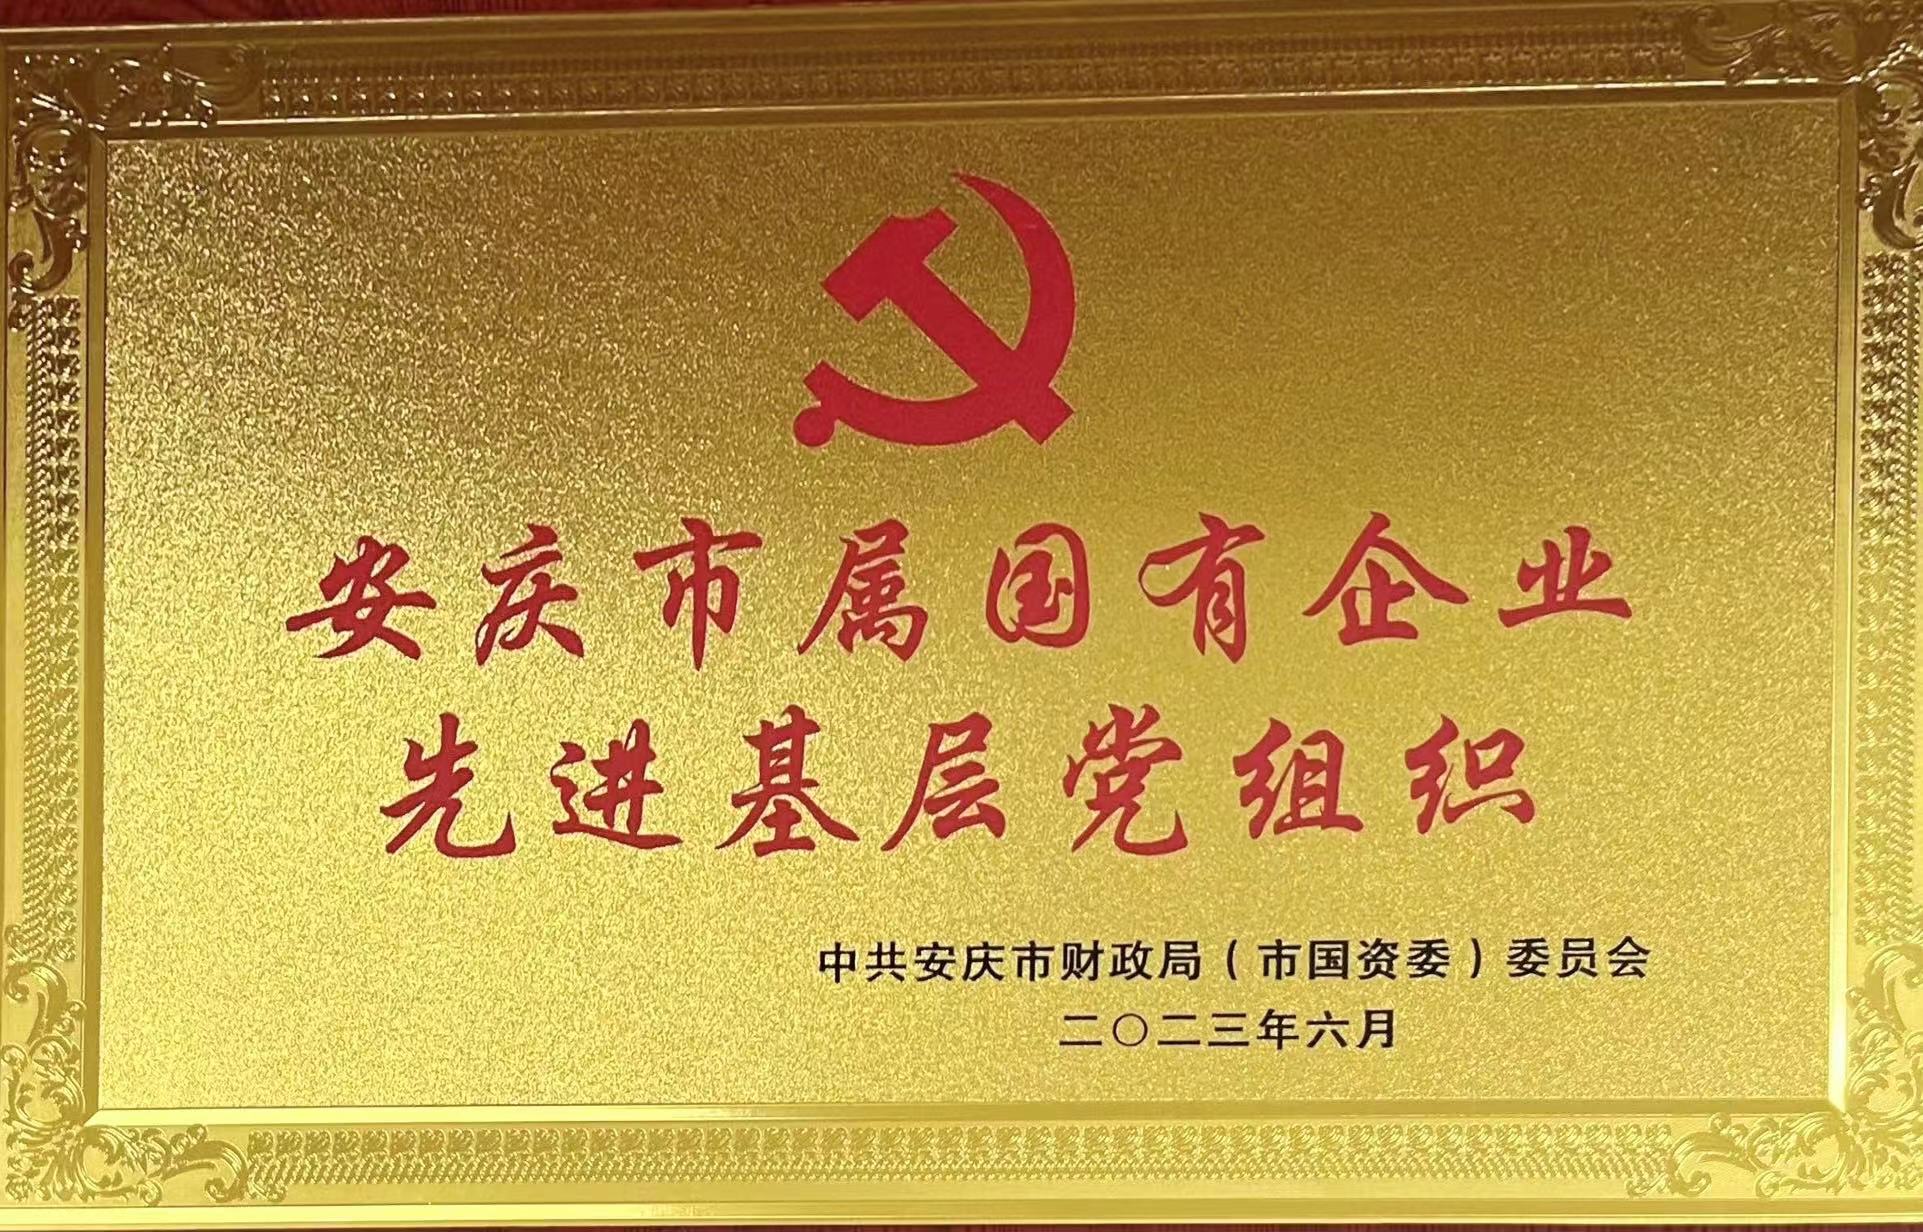 安庆市属国有企业
先进基层党组织
中共安庆市财政局（市国资委）委员会
二〇二三年六月